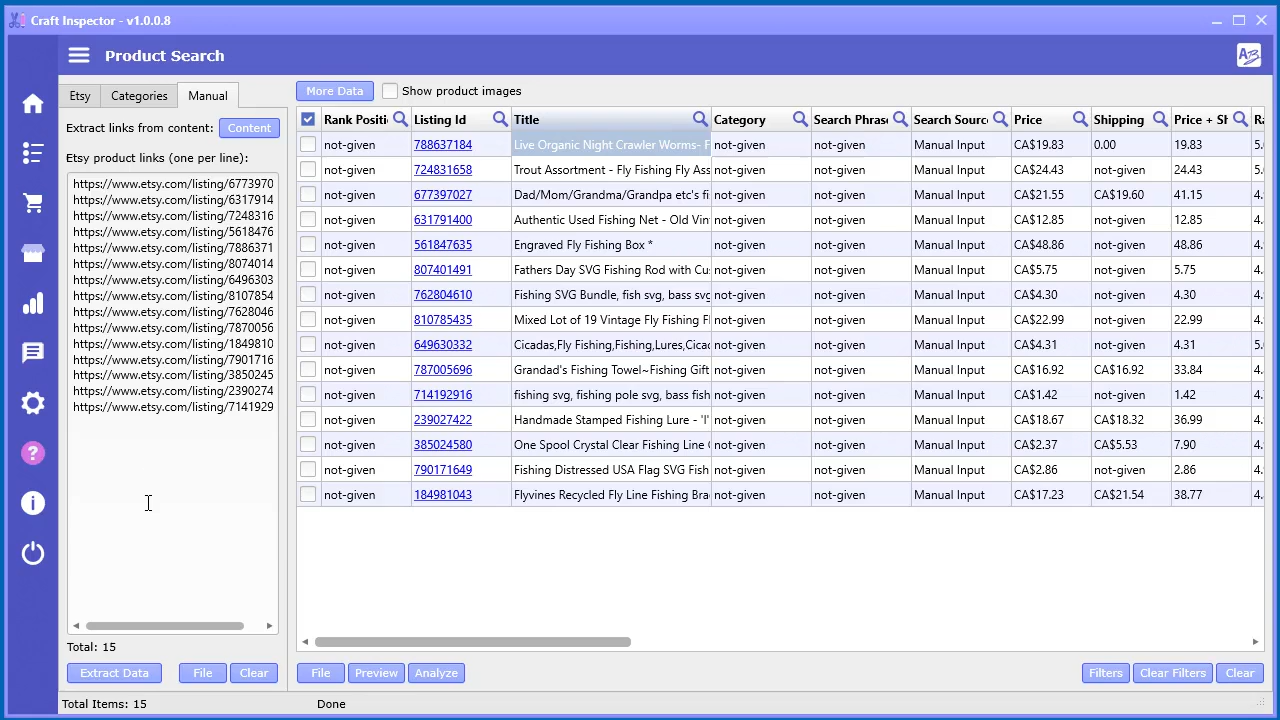 Craft Inspector - v1.0.0.8
Product Search
Etsy Categories Manual
More Data Show product images
Extract links from content: Content
Etsy product links (one per line):
https://www.etsy.com/listing/6773970
https://www.etsy.com/listing/6317914
https://www.etsy.com/listing/7248316
https://www.etsy.com/listing/5618476
https://www.etsy.com/listing/7886371
https://www.etsy.com/listing/8074014
https://www.etsy.com/listing/6496303
https://www.etsy.com/listing/8107854
https://www.etsy.com/listing/7628046
https://www.etsy.com/listing/7870056
https://www.etsy.com/listing/1849810
https://www.etsy.com/listing/7901716
https://www.etsy.com/listing/3850245
https://www.etsy.com/listing/2390274
https://www.etsy.com/listing/7141929
Total: 15
Extract Data File Clear
Rank Positi Listing Id Title Category Search Phrase Search Source Price Shipping Price + Sh Ra
not-given 788637184 Live Organic Night Crawler Worms- F not-given not-given Manual Input CA$19.83 0.00 19.83 5.
not-given 724831658 Trout Assortment - Fly Fishing Fly Ass not-given not-given Manual Input CA$24.43 not-given 24.43 5.
not-given 677397027 Dad/Mom/Grandma/Grandpa etc's fi not-given not-given Manual Input CA$21.55 CA$19.60 41.15 4.
not-given 631791400 Authentic Used Fishing Net - Old Vin not-given not-given Manual Input CA$12.85 not-given 12.85 4.
not-given 561847635 Engraved Fly Fishing Box * not-given not-given Manual Input CA$48.86 not-given 48.86 4.
not-given 807401491 Fathers Day SVG Fishing Rod with Cu not-given not-given Manual Input CA$5.75 not-given 5.75 4.
not-given 762804610 Fishing SVG Bundle, fish svg, bass svg not-given not-given Manual Input CA$4.30 not-given 4.30 4.
not-given 810785435 Mixed Lot of 19 Vintage Fly Fishing F not-given not-given Manual Input CA$22.99 not-given 22.99 4.
not-given 649630332 Cicadas,Fly Fishing,Fishing,Lures,Cicad not-given not-given Manual Input CA$4.31 not-given 4.31 5.
not-given 787005696 Grandad's Fishing Towel~Fishing Gift not-given not-given Manual Input CA$16.92 CA$16.92 33.84 4.
not-given 714192916 fishing svg, fishing pole svg, bass fish not-given not-given Manual Input CA$1.42 not-given 1.42 4.
not-given 239027422 Handmade Stamped Fishing Lure - 'I' not-given not-given Manual Input CA$18.67 CA$18.32 36.99 4.
not-given 385024580 One Spool Crystal Clear Fishing Line not-given not-given Manual Input CA$2.37 CA$5.53 7.90 4.
not-given 790171649 Fishing Distressed USA Flag SVG Fish not-given not-given Manual Input CA$2.86 not-given 2.86 4.
not-given 184981043 Flyvines Recycled Fly Line Fishing Bra not-given not-given Manual Input CA$17.23 CA$21.54 38.77 4.
File Preview Analyze Filters Clear Filters Clear
Total Items: 15 Done